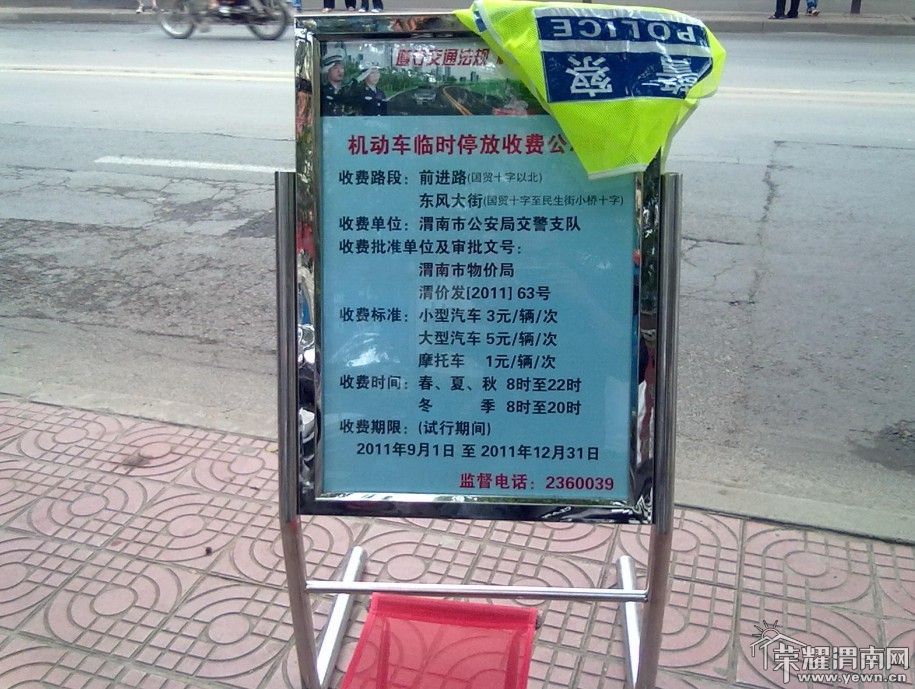 POLICE
警察
交通法规
机动车临时停放收费公
收费路段：前进路(国贸十字以北)
东风大街(国贸十字至民生街小桥十字)
收费单位：渭南市公安局交警支队
收费批准单位及审批文号：
渭南市物价局
渭价发[2011] 63号
收费标准：小型汽车 3元/辆/次
大型汽车 5元/辆/次
摩托车 1元/辆/次
收费时间：春、夏、秋 8时至22时
冬 季 8时至20时
收费期限：(试行期间)
2011年9月1日 至 2011年12月31日
监督电话：2360039
荣耀渭南网
www.yewn.cn